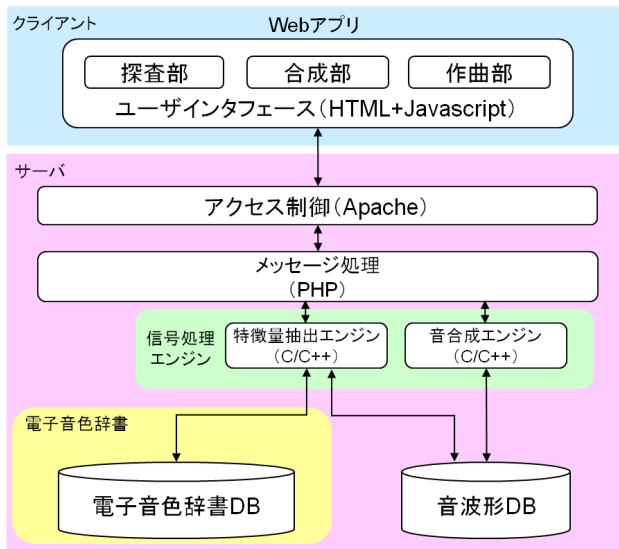 クライアント
Webアプリ
探査部
合成部
作曲部
ユーザインタフェース(HTML+Javascript)
サーバ
アクセス制御(Apache)
メッセージ処理
(PHP)
信号処理
エンジン
特徴量抽出エンジン
(C/C++)
音合成エンジン
(C/C++)
電子音色辞書
電子音色辞書DB
音波形DB